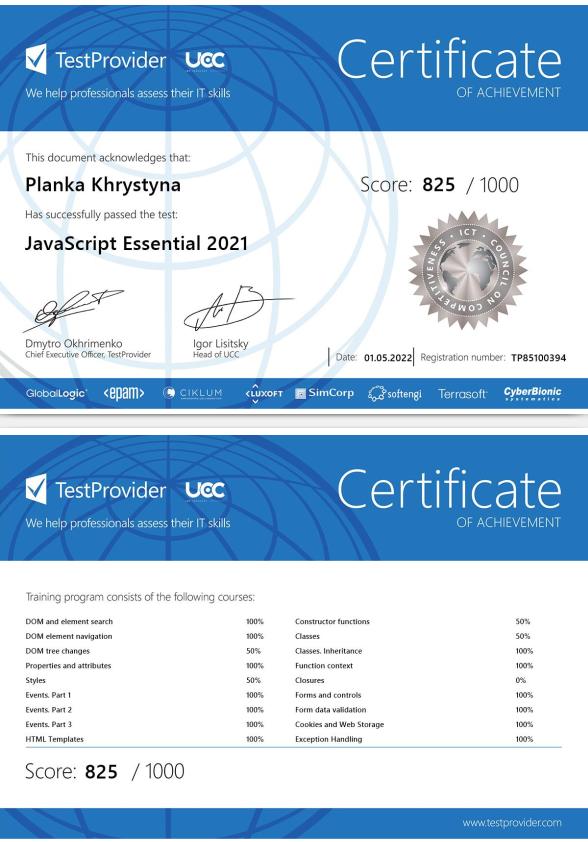 TestProvider UCC
We help professionals assess their IT skills
Certificate
OF ACHIEVEMENT
This document acknowledges that:
Planka Khrystyna
Has successfully passed the test:
JavaScript Essential 2021
Score: 825 / 1000
ICT • COUNCIL ON COMPETITIVENESS •
Dmytro Okhrimenko
Chief Executive Officer, TestProvider
Igor Lisitsky
Head of UCC
Date: 01.05.2022 Registration number: TP85100394
GlobalLogic <epam> CIKLUM LUXOFT SimCorp softengi Terrasoft CyberBionic systematics
TestProvider UCC
We help professionals assess their IT skills
Certificate
OF ACHIEVEMENT
Training program consists of the following courses:
DOM and element search 100% Constructor functions 50%
DOM element navigation 100% Classes 50%
DOM tree changes 50% Classes. Inheritance 100%
Properties and attributes 100% Function context 100%
Styles 50% Closures 0%
Events. Part 1 100% Forms and controls 100%
Events. Part 2 100% Form data validation 100%
Events. Part 3 100% Cookies and Web Storage 100%
HTML Templates 100% Exception Handling 100%
Score: 825 / 1000
www.testprovider.com